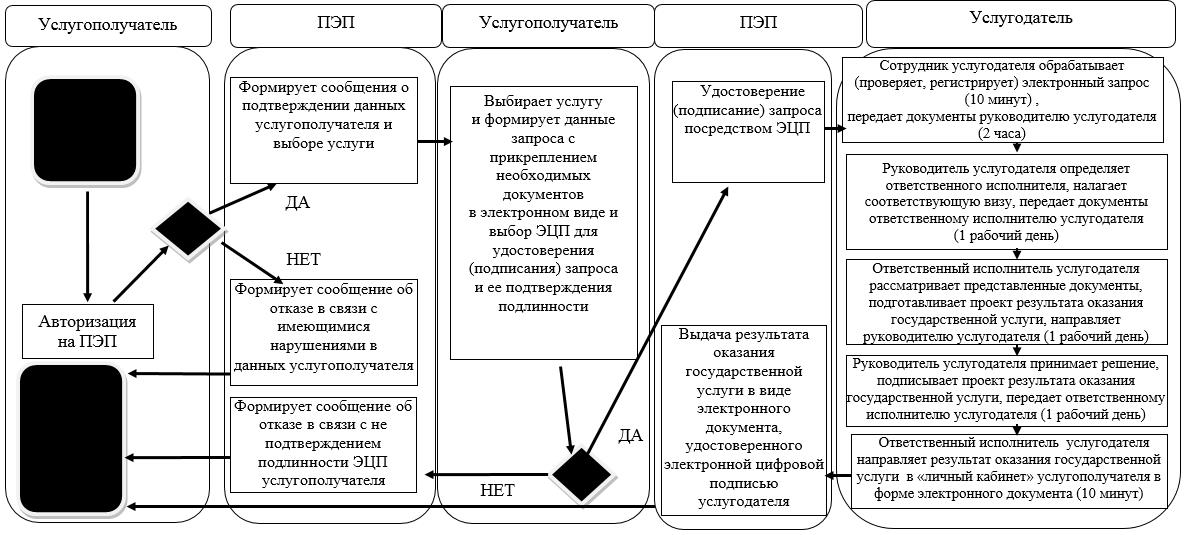 Услугополучатель
ПЭП
Услугополучатель
ПЭП
Услугодатель
Авторизация
на ПЭП
Формирует сообщения о
подтверждении данных
услугополучателя и
выборе услуги
ДА
НЕТ
Формирует сообщение об
отказе в связи с
имеющимися
нарушениями в
данных услугополучателя
Формирует сообщение об
отказе в связи с не
подтверждением
подлинности ЭЦП
услугополучателя
Выбирает услугу
и формирует данные
запроса с
прикреплением
необходимых
документов
в электронном виде и
выбор ЭЦП для
удостоверения
(подписания) запроса
и ее подтверждения
подлинности
ДА
НЕТ
Удостоверение
(подписание) запроса
посредством ЭЦП
Выдача результата
оказания
государственной
услуги в виде
электронного
документа,
удостоверенного
электронной цифровой
подписью
услугодателя
Сотрудник услугодателя обрабатывает
(проверяет, регистрирует) электронный запрос
(10 минут) ,
передает документы руководителю услугодателя
(2 часа)
Руководитель услугодателя определяет
ответственного исполнителя, налагает
соответствующую визу, передает документы
ответственному исполнителю услугодателя
(1 рабочий день)
Ответственный исполнитель услугодателя
рассматривает представленные документы,
подготавливает проект результата оказания
государственной услуги, направляет
руководителю услугодателя (1 рабочий день)
Руководитель услугодателя принимает решение,
подписывает проект результата оказания
государственной услуги, передает ответственному
исполнителю услугодателя (1 рабочий день)
Ответственный исполнитель услугодателя
направляет результат оказания государственной
услуги в «личный кабинет» услугополучателя в
форме электронного документа (10 минут)